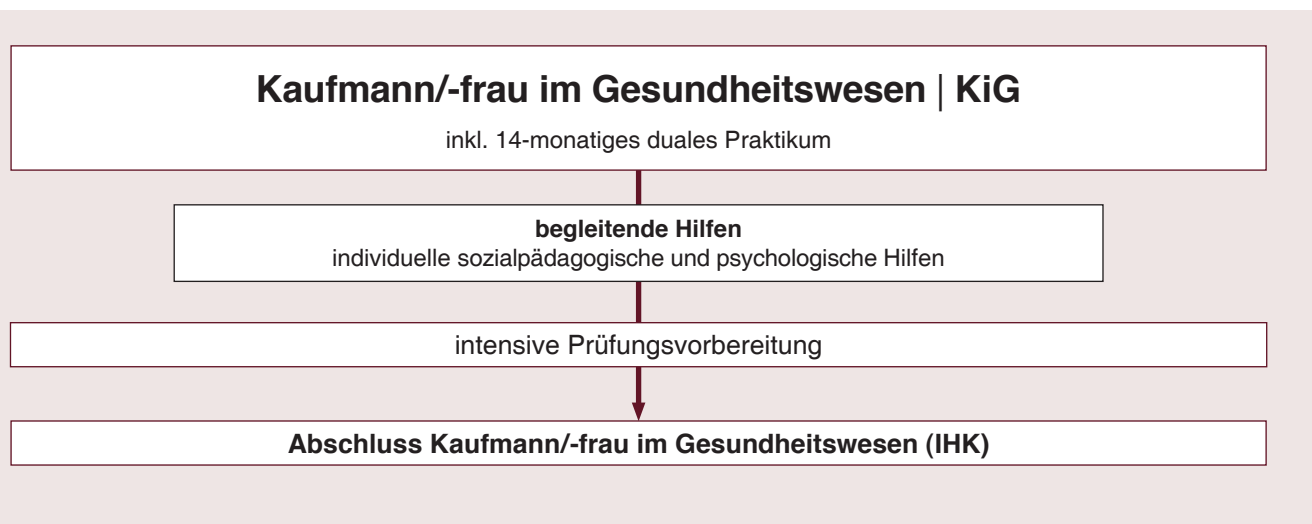 Kaufmann/-frau im Gesundheitswesen | KiG
inkl. 14-monatiges duales Praktikum
begleitende Hilfen
individuelle sozialpädagogische und psychologische Hilfen
intensive Prüfungsvorbereitung
Abschluss Kaufmann/-frau im Gesundheitswesen (IHK)